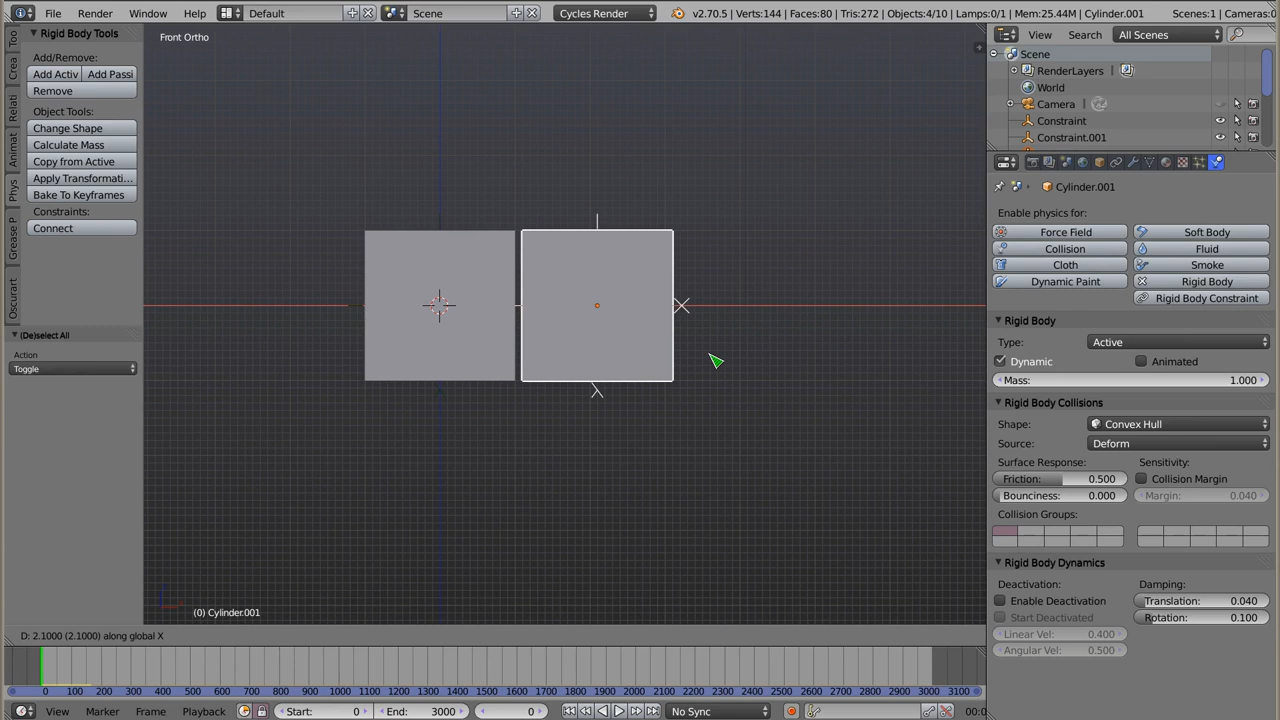 File Render Window Help Default Scene Cycles Render v2.70.5 | Verts:144 | Faces:80 | Tris:272 | Objects:4/10 | Lamps:0/1 | Mem:25.44M | Cylinder.001 Scenes:1 | Cameras:
Rigid Body Tools
Add/Remove:
Add Activ Add Passi
Remove
Object Tools:
Change Shape
Calculate Mass
Copy from Active
Apply Transformati...
Bake To Keyframes
Constraints:
Connect
Too
Crea
Relati
Animat
Phys
Grease P
Oscurart
(De)select All
Action
Toggle
Front Ortho
(0) Cylinder.001
D: 2.1000 (2.1000) along global X
View Search All Scenes
Scene
RenderLayers
World
Camera
Constraint
Constraint.001
Cylinder.001
Enable physics for:
Force Field Soft Body
Collision Fluid
Cloth Smoke
Dynamic Paint Rigid Body
Rigid Body Constraint
Rigid Body
Type: Active
Dynamic Animated
Mass: 1.000
Rigid Body Collisions
Shape: Convex Hull
Source: Deform
Surface Response: Sensitivity:
Friction: 0.500 Collision Margin
Bounciness: 0.000 Margin: 0.040
Collision Groups:
Rigid Body Dynamics
Deactivation: Damping:
Enable Deactivation Translation: 0.040
Start Deactivated Rotation: 0.100
Linear Vel: 0.400
Angular Vel: 0.500
0 100 200 300 400 500 600 700 800 900 1000 1100 1200 1300 1400 1500 1600 1700 1800 1900 2000 2100 2200 2300 2400 2500 2600 2700 2800 2900 3000 3100
View Marker Frame Playback Start: 0 End: 3000 0 No Sync 00:0